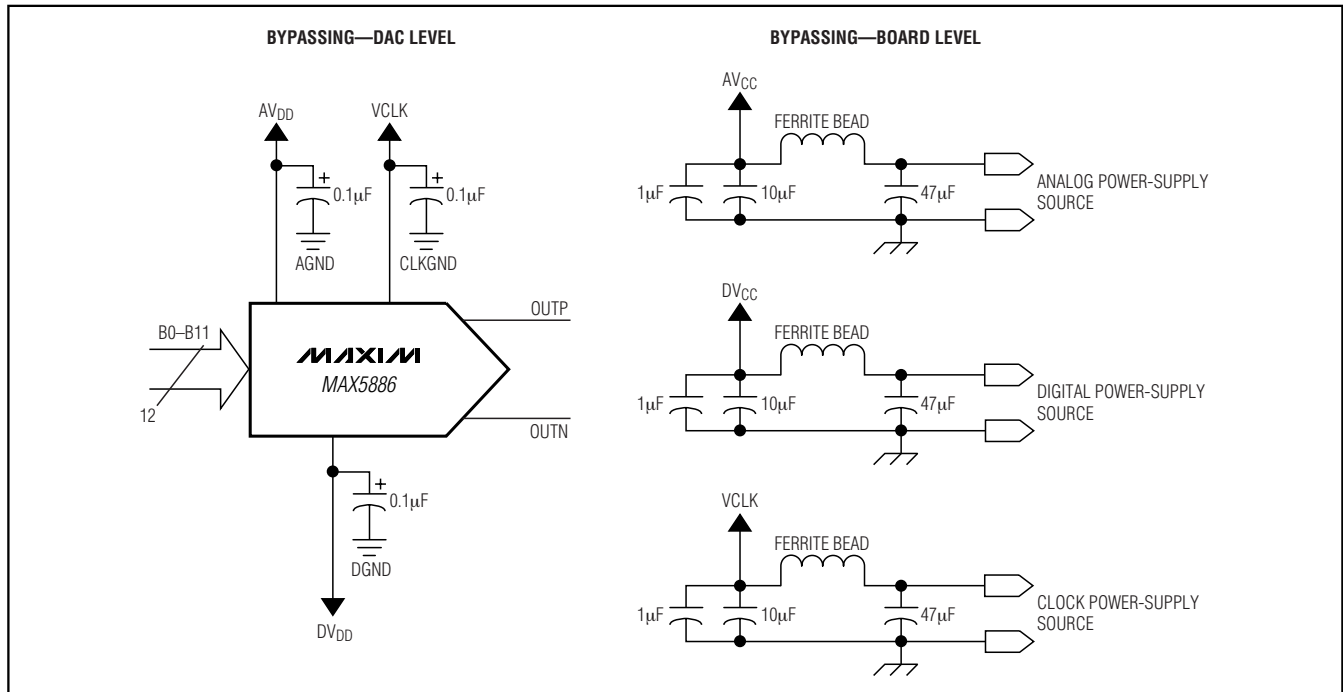 BYPASSING—DAC LEVEL
AVDD
VCLK
+
0.1µF
+
0.1µF
AGND
CLKGND
OUTP
B0–B11
MAXIM
MAX5886
12
OUTN
+
0.1µF
DGND
DVDD
BYPASSING—BOARD LEVEL
AVCC
FERRITE BEAD
1µF
10µF
47µF
ANALOG POWER-SUPPLY
SOURCE
DVCC
FERRITE BEAD
1µF
10µF
47µF
DIGITAL POWER-SUPPLY
SOURCE
VCLK
FERRITE BEAD
1µF
10µF
47µF
CLOCK POWER-SUPPLY
SOURCE